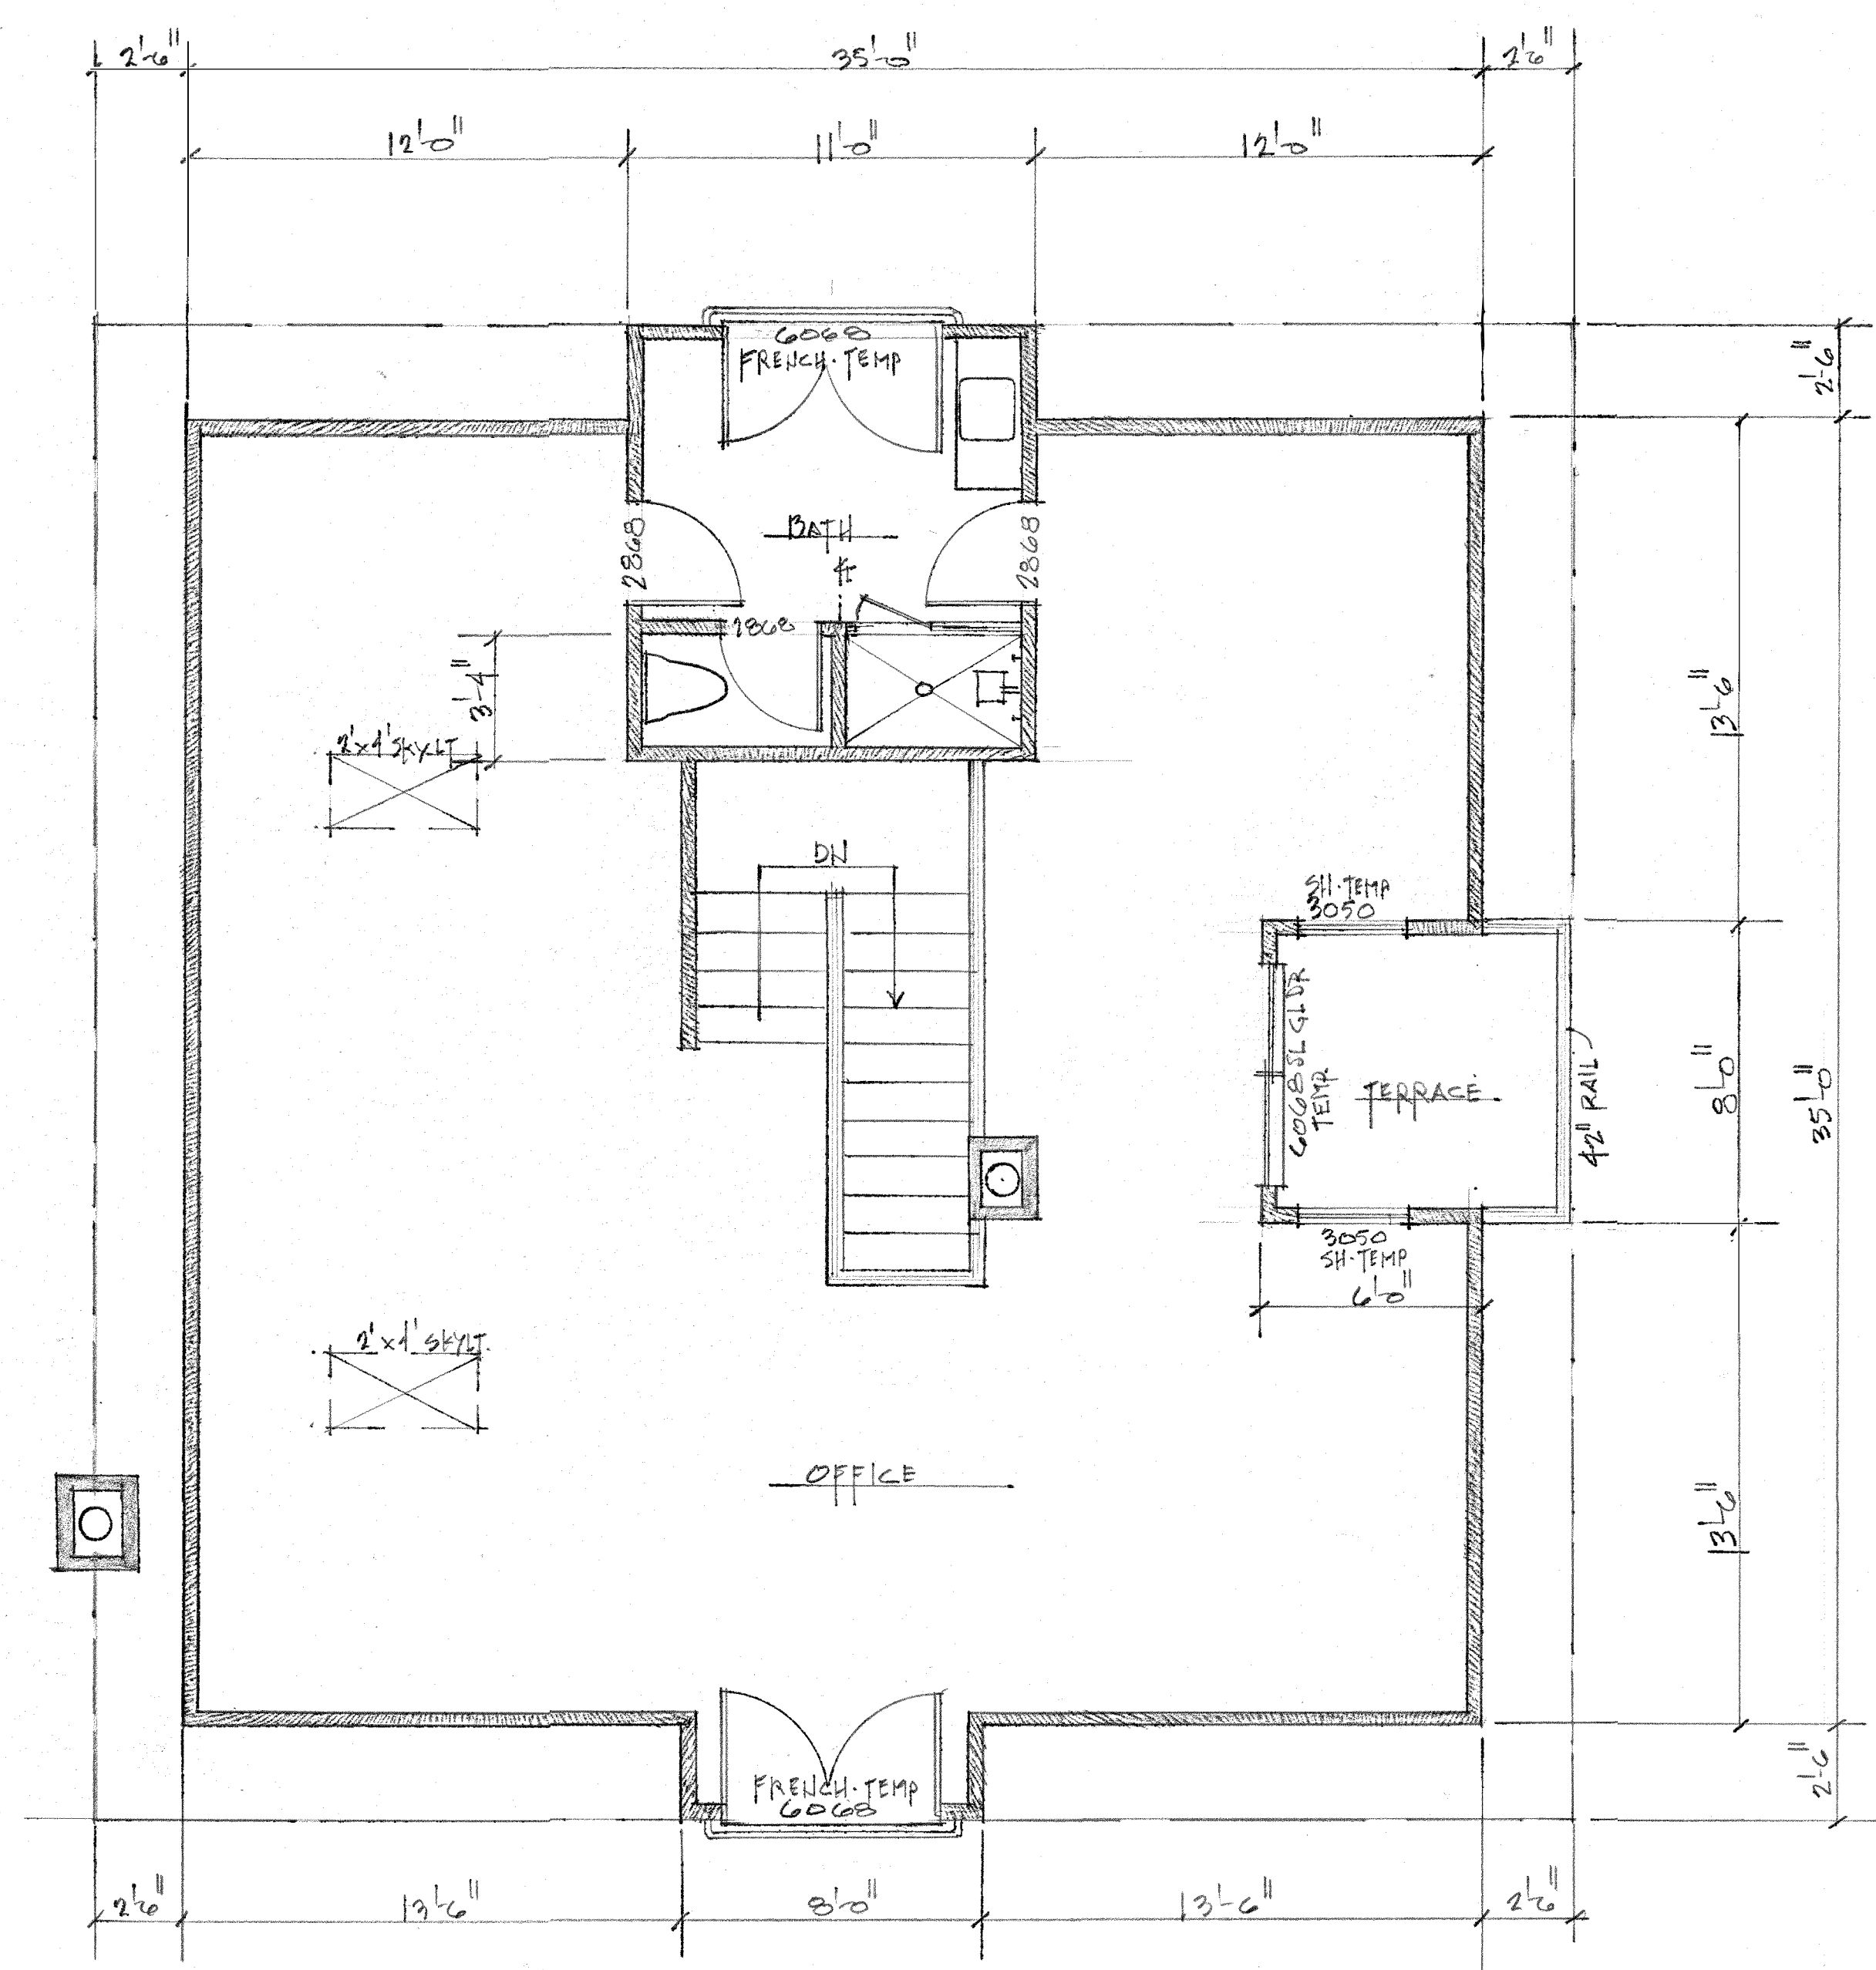 2'-6"
35'-0"
2'-6"
12'-0"
11'-0"
12'-0"
6068
FRENCH·TEMP
2'-6"
2868
BATH
2868
2868
3'-4"
13'-6"
2'x4' SKYLT
DN
SH·TEMP
3050
6068 SL GL DR
TEMP.
TERRACE
42" RAIL
8'-0"
35'-0"
3050
SH·TEMP
6'-0"
2'x4' SKYLT.
OFFICE
13'-6"
FRENCH·TEMP
6068
2'-6"
2'-6"
13'-6"
8'-0"
13'-6"
2'-6"